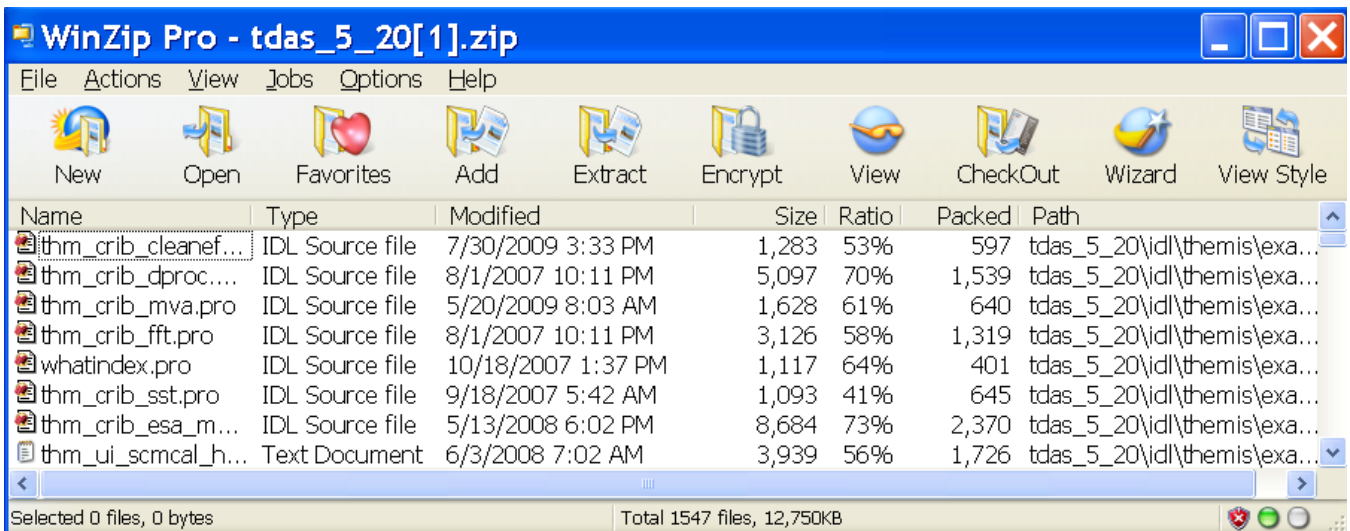 WinZip Pro - tdas_5_20[1].zip
File Actions View Jobs Options Help
New Open Favorites Add Extract Encrypt View CheckOut Wizard View Style
Name Type Modified Size Ratio Packed Path
thm_crib_cleanef... IDL Source file 7/30/2009 3:33 PM 1,283 53% 597 tdas_5_20\idl\themis\exa...
thm_crib_dproc.... IDL Source file 8/1/2007 10:11 PM 5,097 70% 1,539 tdas_5_20\idl\themis\exa...
thm_crib_mva.pro IDL Source file 5/20/2009 8:03 AM 1,628 61% 640 tdas_5_20\idl\themis\exa...
thm_crib_fft.pro IDL Source file 8/1/2007 10:11 PM 3,126 58% 1,319 tdas_5_20\idl\themis\exa...
whatindex.pro IDL Source file 10/18/2007 1:37 PM 1,117 64% 401 tdas_5_20\idl\themis\exa...
thm_crib_sst.pro IDL Source file 9/18/2007 5:42 AM 1,093 41% 645 tdas_5_20\idl\themis\exa...
thm_crib_esa_m... IDL Source file 5/13/2008 6:02 PM 8,684 73% 2,370 tdas_5_20\idl\themis\exa...
thm_ui_scmcal_h... Text Document 6/3/2008 7:02 AM 3,939 56% 1,726 tdas_5_20\idl\themis\exa...
Selected 0 files, 0 bytes Total 1547 files, 12,750KB